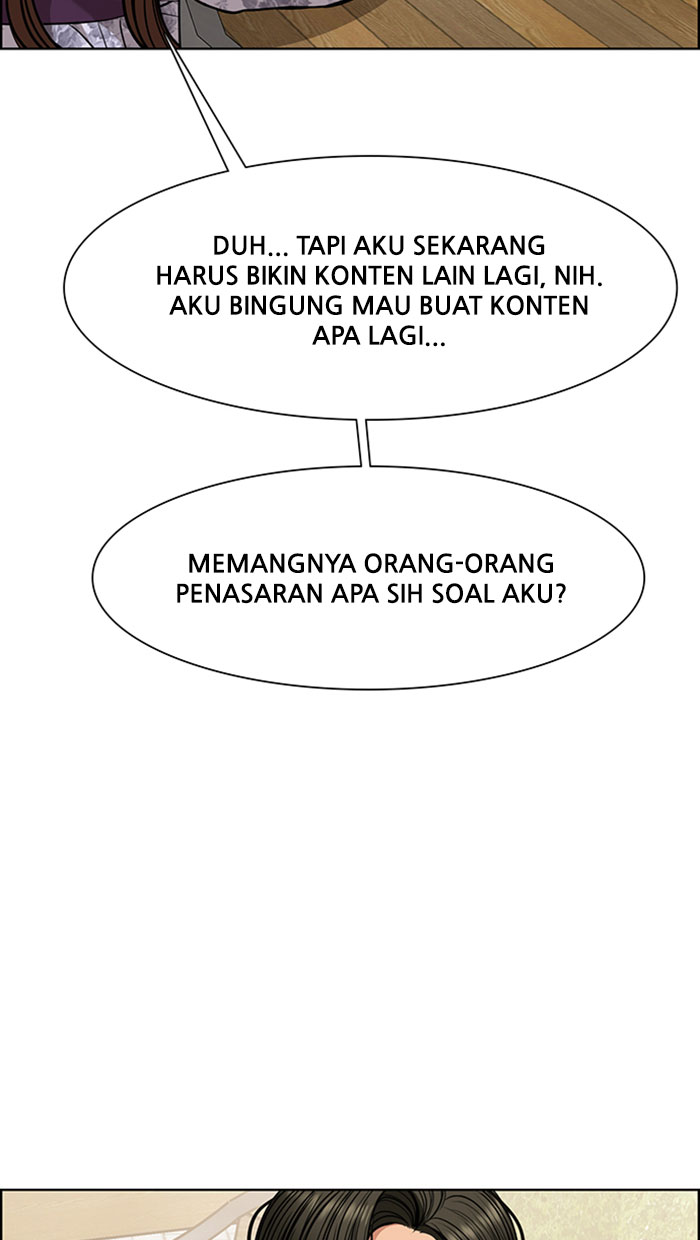 DUH... TAPI AKU SEKARANG
HARUS BIKIN KONTEN LAIN LAGI, NIH.
AKU BINGUNG MAU BUAT KONTEN
APA LAGI...
MEMANGNYA ORANG-ORANG
PENASARAN APA SIH SOAL AKU?